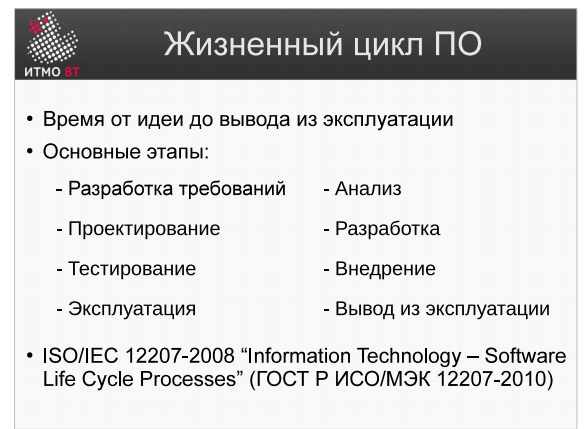 Жизненный цикл ПО
ИТМО ВТ
• Время от идеи до вывода из эксплуатации
• Основные этапы:
- Разработка требований - Анализ
- Проектирование - Разработка
- Тестирование - Внедрение
- Эксплуатация - Вывод из эксплуатации
• ISO/IEC 12207-2008 “Information Technology – Software
Life Cycle Processes” (ГОСТ Р ИСО/МЭК 12207-2010)